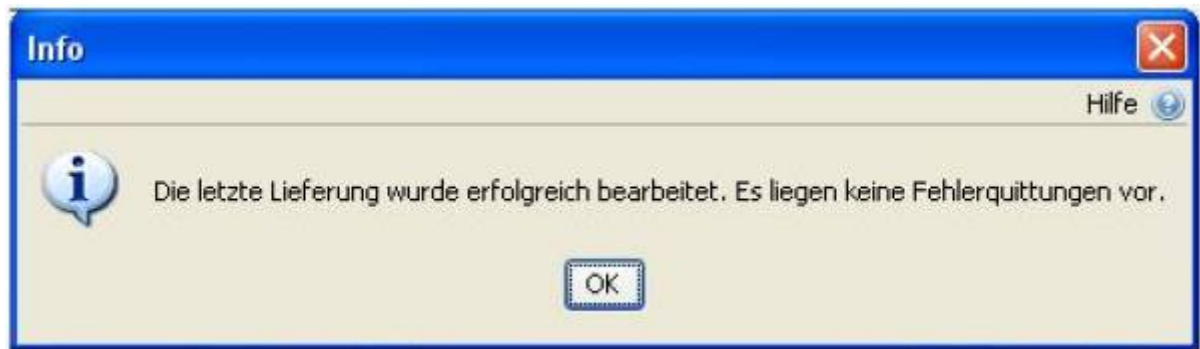 Info
Hilfe
Die letzte Lieferung wurde erfolgreich bearbeitet. Es liegen keine Fehlerquittungen vor.
OK